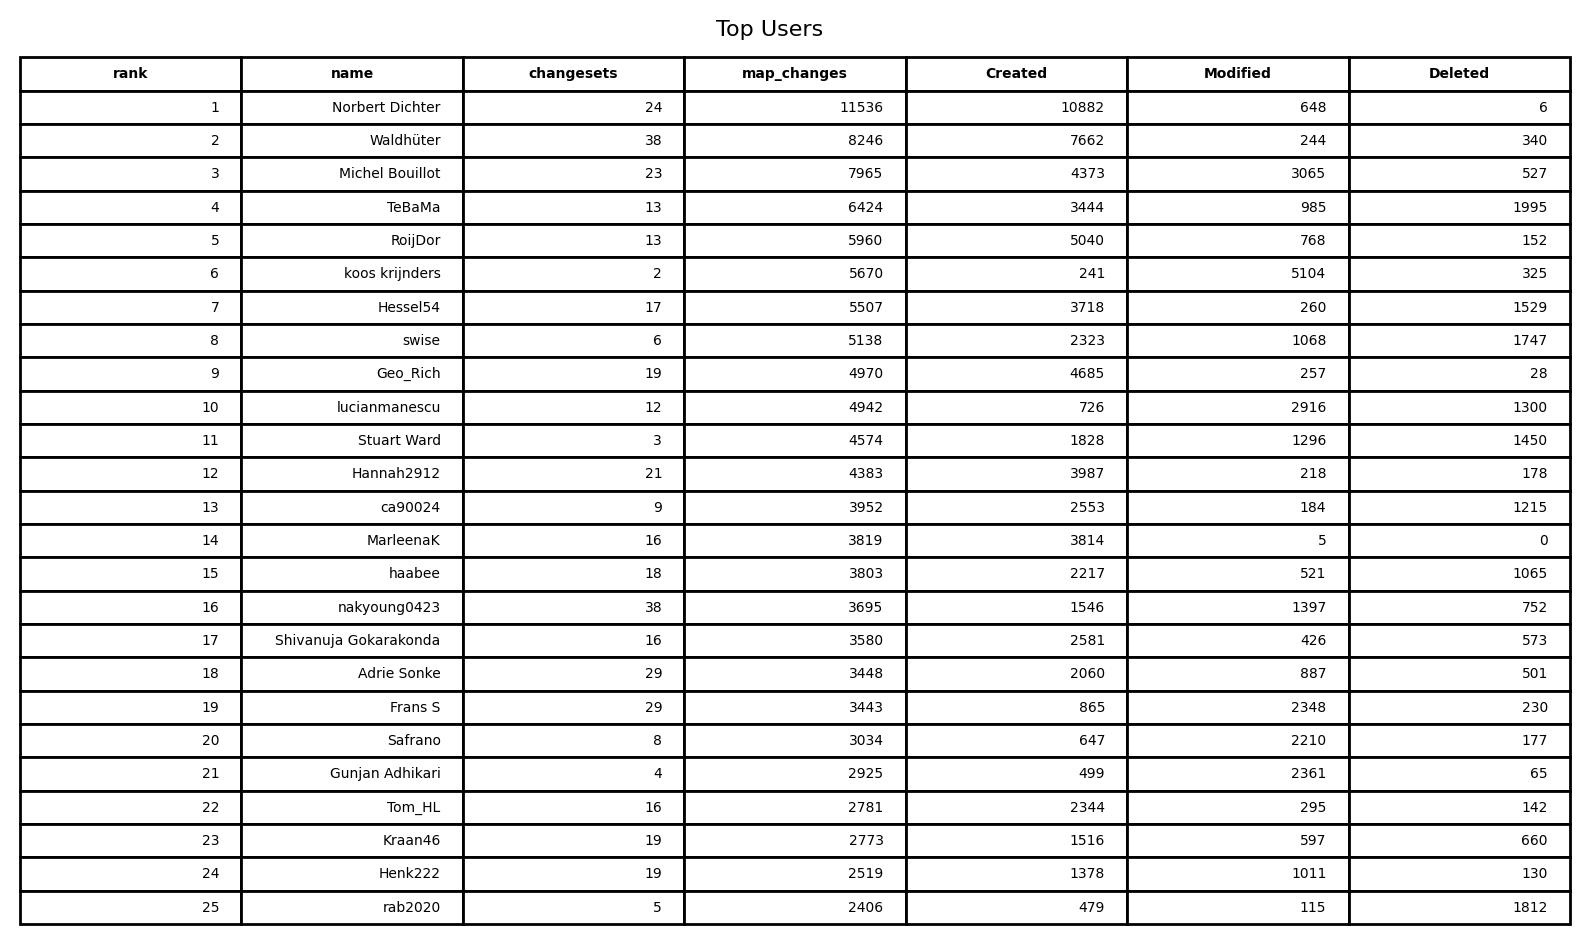 Top Users
rank name changesets map_changes Created Modified Deleted
1 Norbert Dichter 24 11536 10882 648 6
2 Waldhüter 38 8246 7662 244 340
3 Michel Bouillot 23 7965 4373 3065 527
4 TeBaMa 13 6424 3444 985 1995
5 RoijDor 13 5960 5040 768 152
6 koos krijnders 2 5670 241 5104 325
7 Hessel54 17 5507 3718 260 1529
8 swise 6 5138 2323 1068 1747
9 Geo_Rich 19 4970 4685 257 28
10 lucianmanescu 12 4942 726 2916 1300
11 Stuart Ward 3 4574 1828 1296 1450
12 Hannah2912 21 4383 3987 218 178
13 ca90024 9 3952 2553 184 1215
14 MarleenaK 16 3819 3814 5 0
15 haabee 18 3803 2217 521 1065
16 nakyoung0423 38 3695 1546 1397 752
17 Shivanuja Gokarakonda 16 3580 2581 426 573
18 Adrie Sonke 29 3448 2060 887 501
19 Frans S 29 3443 865 2348 230
20 Safrano 8 3034 647 2210 177
21 Gunjan Adhikari 4 2925 499 2361 65
22 Tom_HL 16 2781 2344 295 142
23 Kraan46 19 2773 1516 597 660
24 Henk222 19 2519 1378 1011 130
25 rab2020 5 2406 479 115 1812